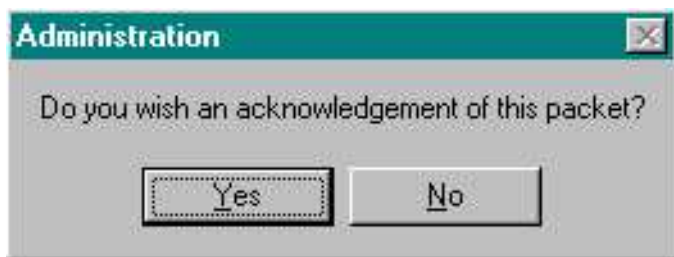 Administration
Do you wish an acknowledgement of this packet?
Yes No